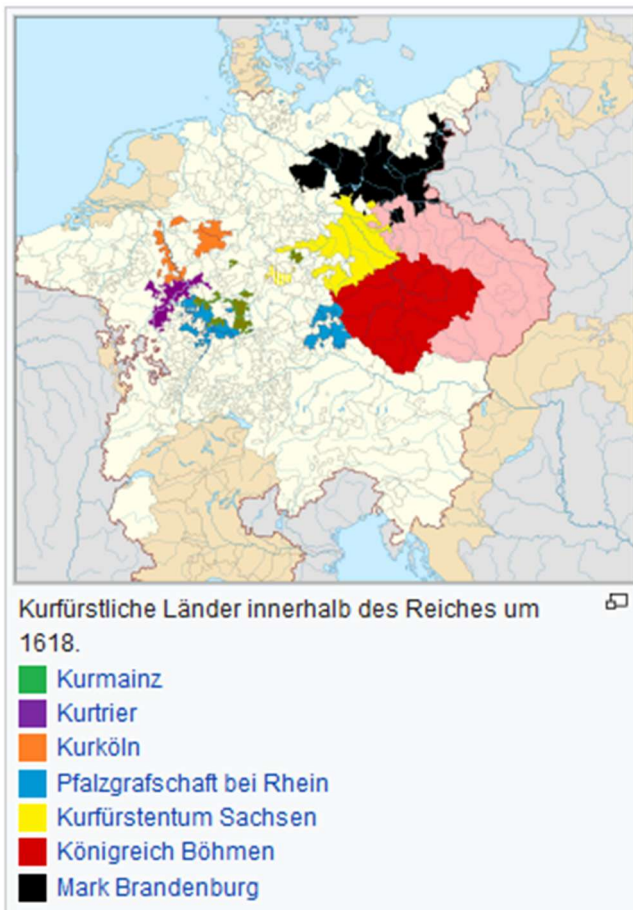 Kurfürstliche Länder innerhalb des Reiches um
1618.
Kurmainz
Kurtrier
Kurköln
Pfalzgrafschaft bei Rhein
Kurfürstentum Sachsen
Königreich Böhmen
Mark Brandenburg